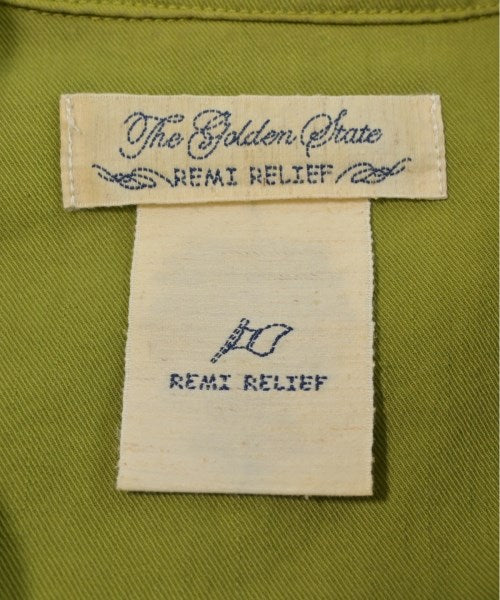 The Golden State
REMI RELIEF
REMI RELIEF